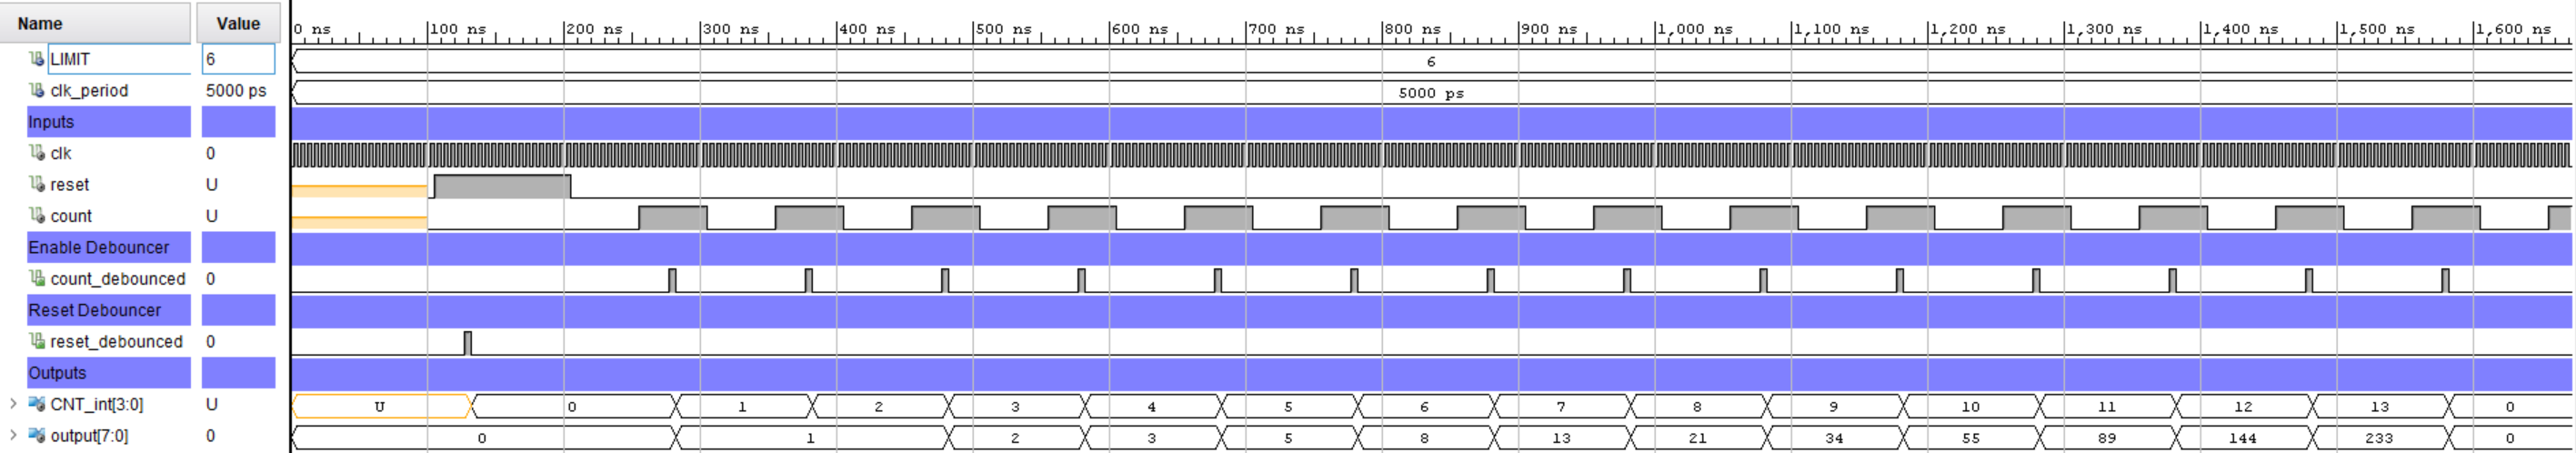 Name Value 0 ns 100 ns 200 ns 300 ns 400 ns 500 ns 600 ns 700 ns 800 ns 900 ns 1,000 ns 1,100 ns 1,200 ns 1,300 ns 1,400 ns 1,500 ns 1,600 ns
LIMIT 6 6
clk_period 5000 ps 5000 ps
Inputs
clk 0
reset U
count U
Enable Debouncer
count_debounced 0
Reset Debouncer
reset_debounced 0
Outputs
CNT_int[3:0] U U 0 1 2 3 4 5 6 7 8 9 10 11 12 13 0
output[7:0] 0 0 1 2 3 5 8 13 21 34 55 89 144 233 0